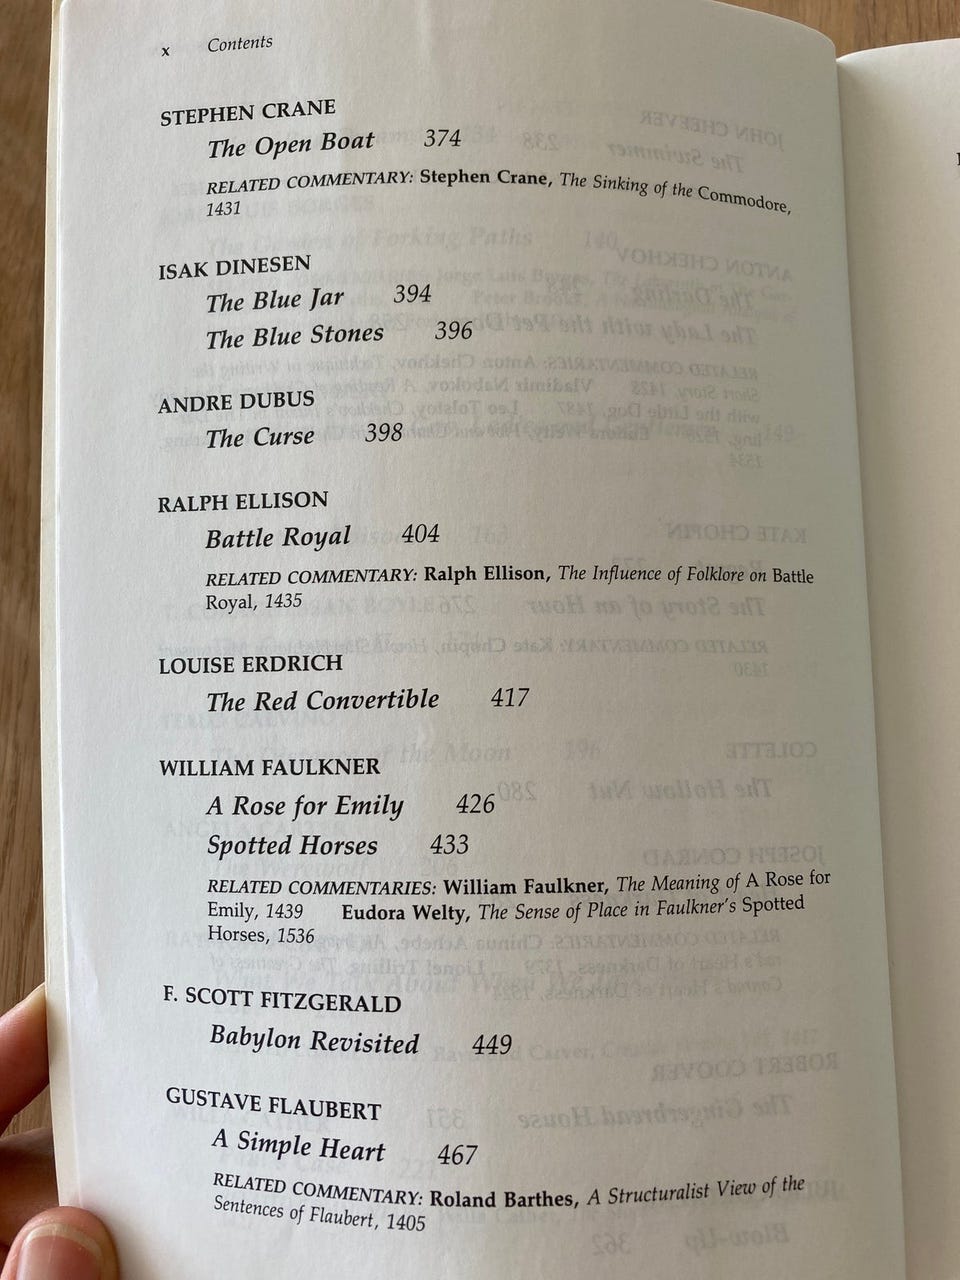 x Contents
STEPHEN CRANE
The Open Boat 374
RELATED COMMENTARY: Stephen Crane, The Sinking of the Commodore,
1431
ISAK DINESEN
The Blue Jar 394
The Blue Stones 396
ANDRE DUBUS
The Curse 398
RALPH ELLISON
Battle Royal 404
RELATED COMMENTARY: Ralph Ellison, The Influence of Folklore on Battle
Royal, 1435
LOUISE ERDRICH
The Red Convertible 417
WILLIAM FAULKNER
A Rose for Emily 426
Spotted Horses 433
RELATED COMMENTARIES: William Faulkner, The Meaning of A Rose for
Emily, 1439 Eudora Welty, The Sense of Place in Faulkner's Spotted
Horses, 1536
F. SCOTT FITZGERALD
Babylon Revisited 449
GUSTAVE FLAUBERT
A Simple Heart 467
RELATED COMMENTARY: Roland Barthes, A Structuralist View of the
Sentences of Flaubert, 1405